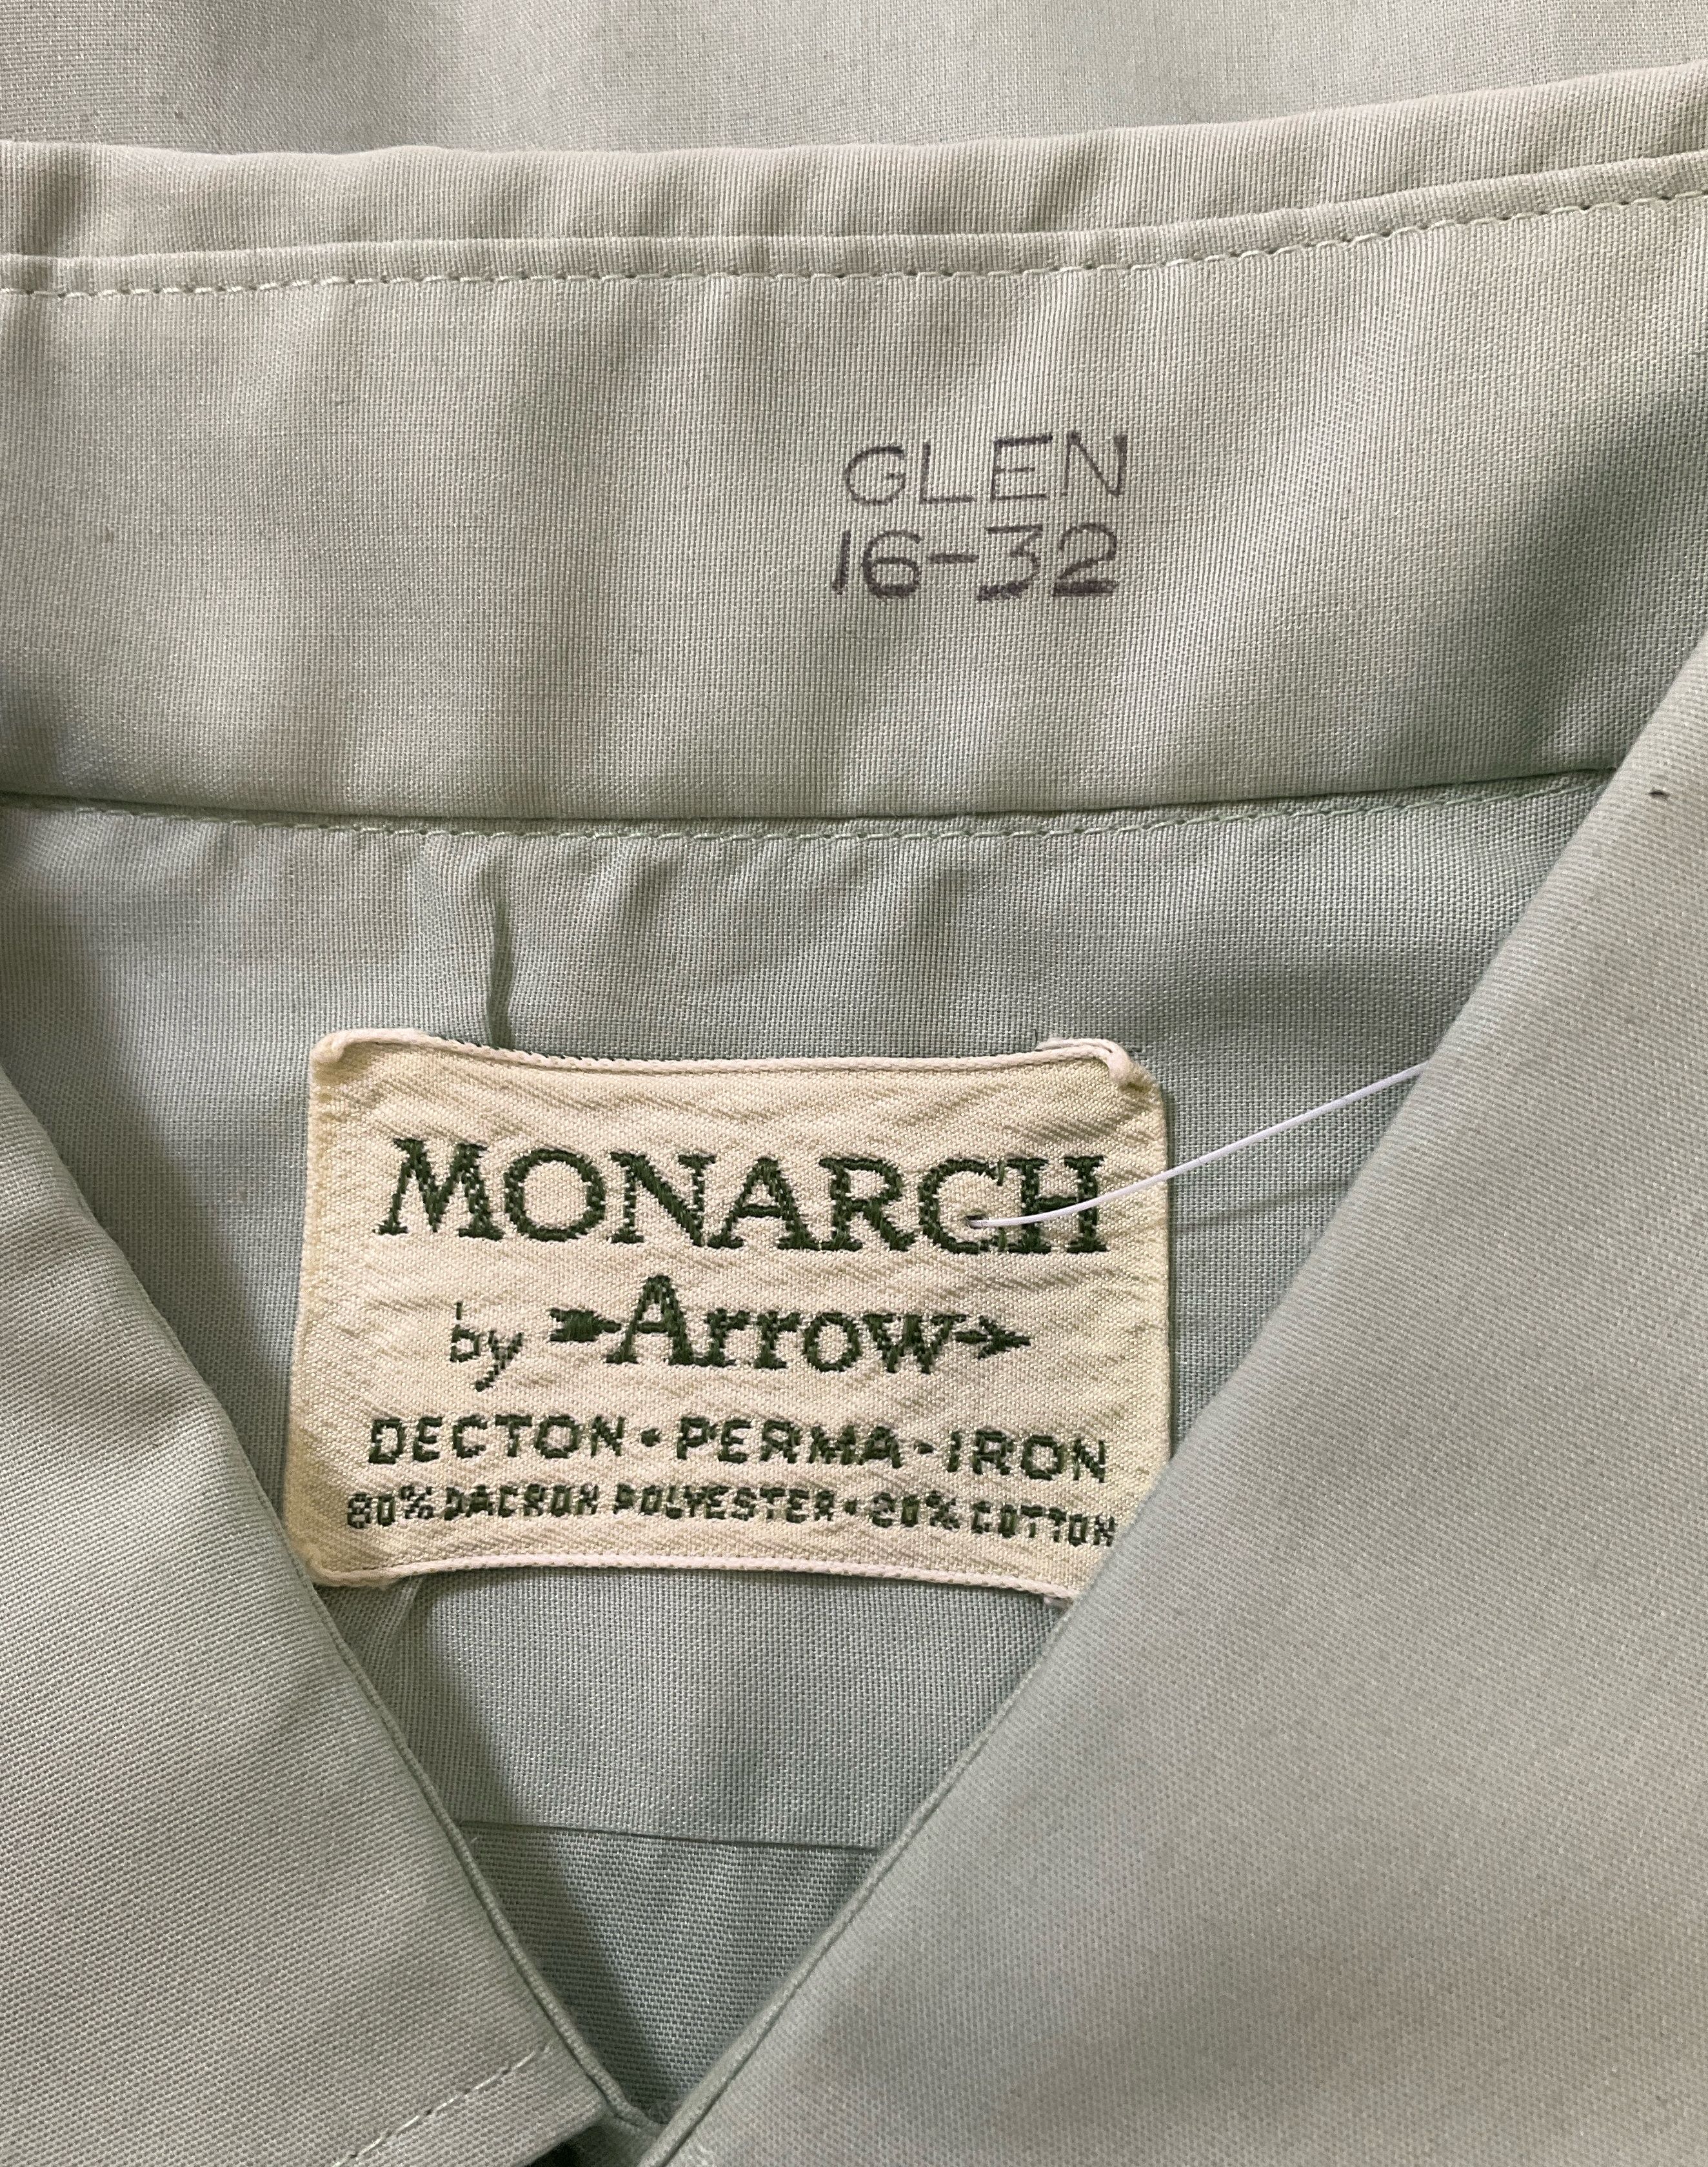 GLEN
16-32
MONARCH
by Arrow
DECTON • PERMA-IRON
80% DACRON POLYESTER • 20% COTTON